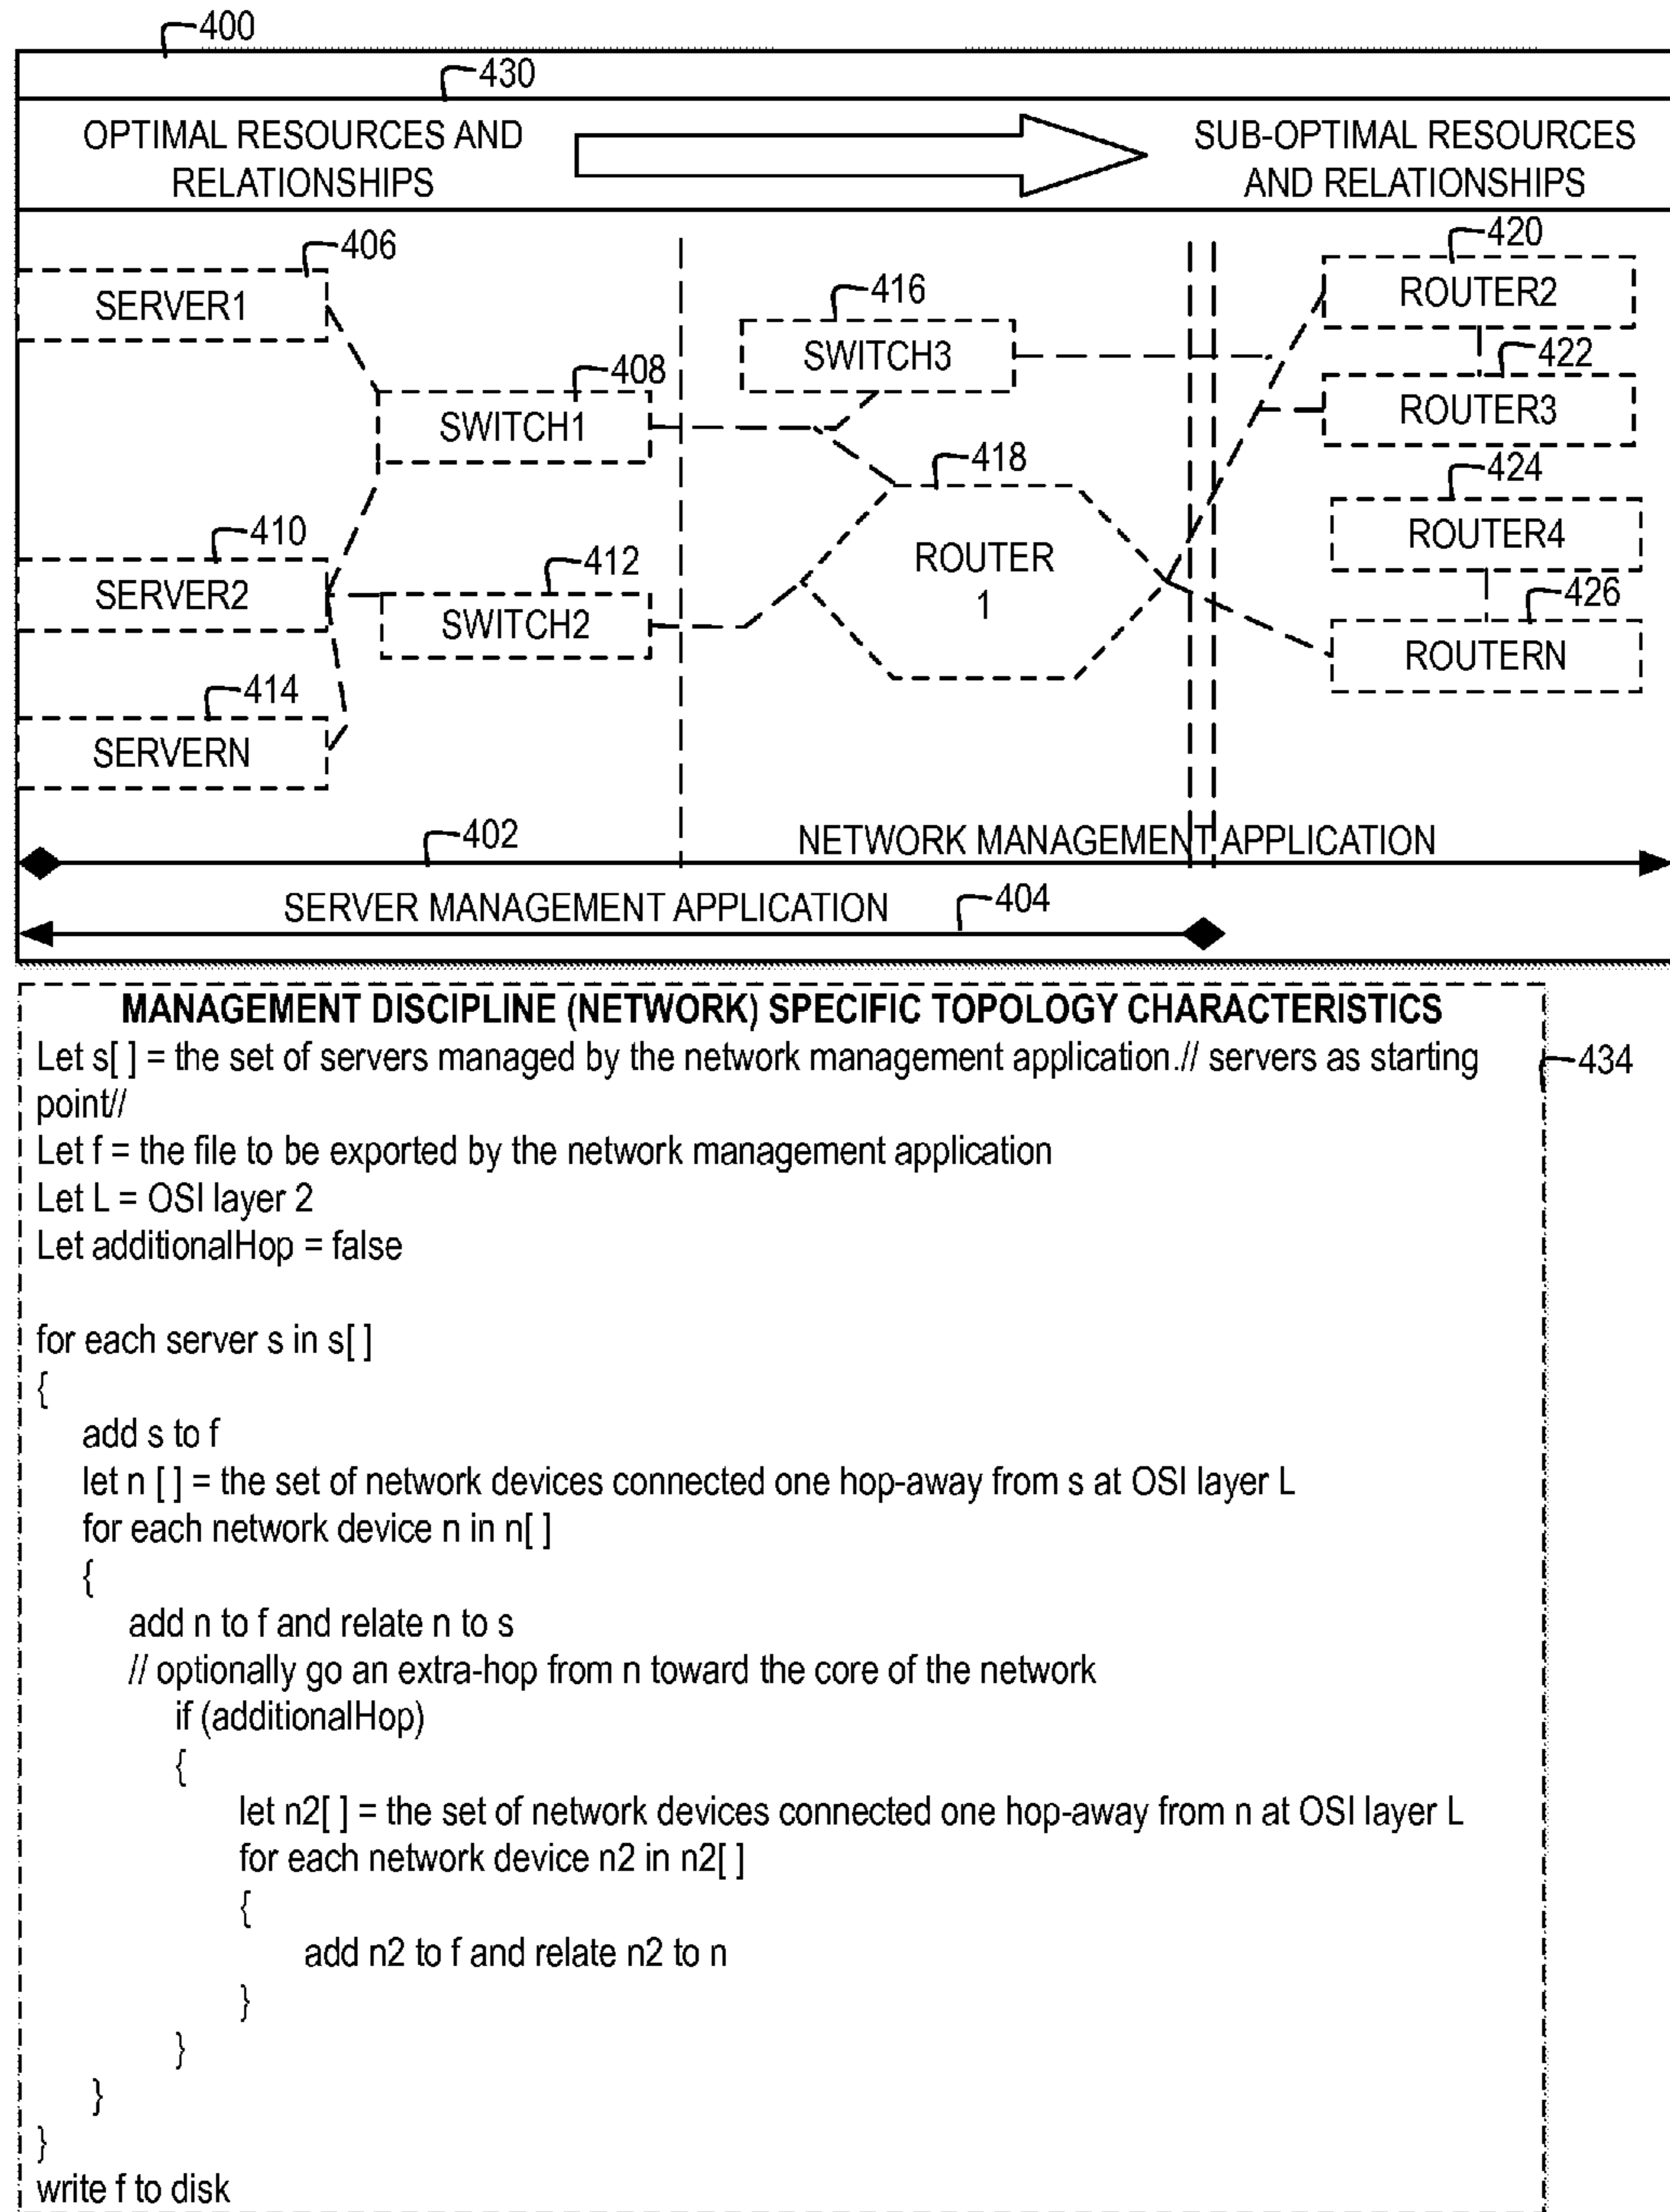 400
430
OPTIMAL RESOURCES AND
RELATIONSHIPS
SUB-OPTIMAL RESOURCES
AND RELATIONSHIPS
406
SERVER1
416
SWITCH3
420
ROUTER2
408
SWITCH1
422
ROUTER3
418
ROUTER
1
424
ROUTER4
410
SERVER2
412
SWITCH2
426
ROUTERN
414
SERVERN
402
NETWORK MANAGEMENT APPLICATION
SERVER MANAGEMENT APPLICATION
404
MANAGEMENT DISCIPLINE (NETWORK) SPECIFIC TOPOLOGY CHARACTERISTICS
434
Let s[ ] = the set of servers managed by the network management application.// servers as starting
point//
Let f = the file to be exported by the network management application
Let L = OSI layer 2
Let additionalHop = false
for each server s in s[ ]
{
add s to f
let n [ ] = the set of network devices connected one hop-away from s at OSI layer L
for each network device n in n[ ]
{
add n to f and relate n to s
// optionally go an extra-hop from n toward the core of the network
if (additionalHop)
{
let n2[ ] = the set of network devices connected one hop-away from n at OSI layer L
for each network device n2 in n2[ ]
{
add n2 to f and relate n2 to n
}
}
}
}
write f to disk